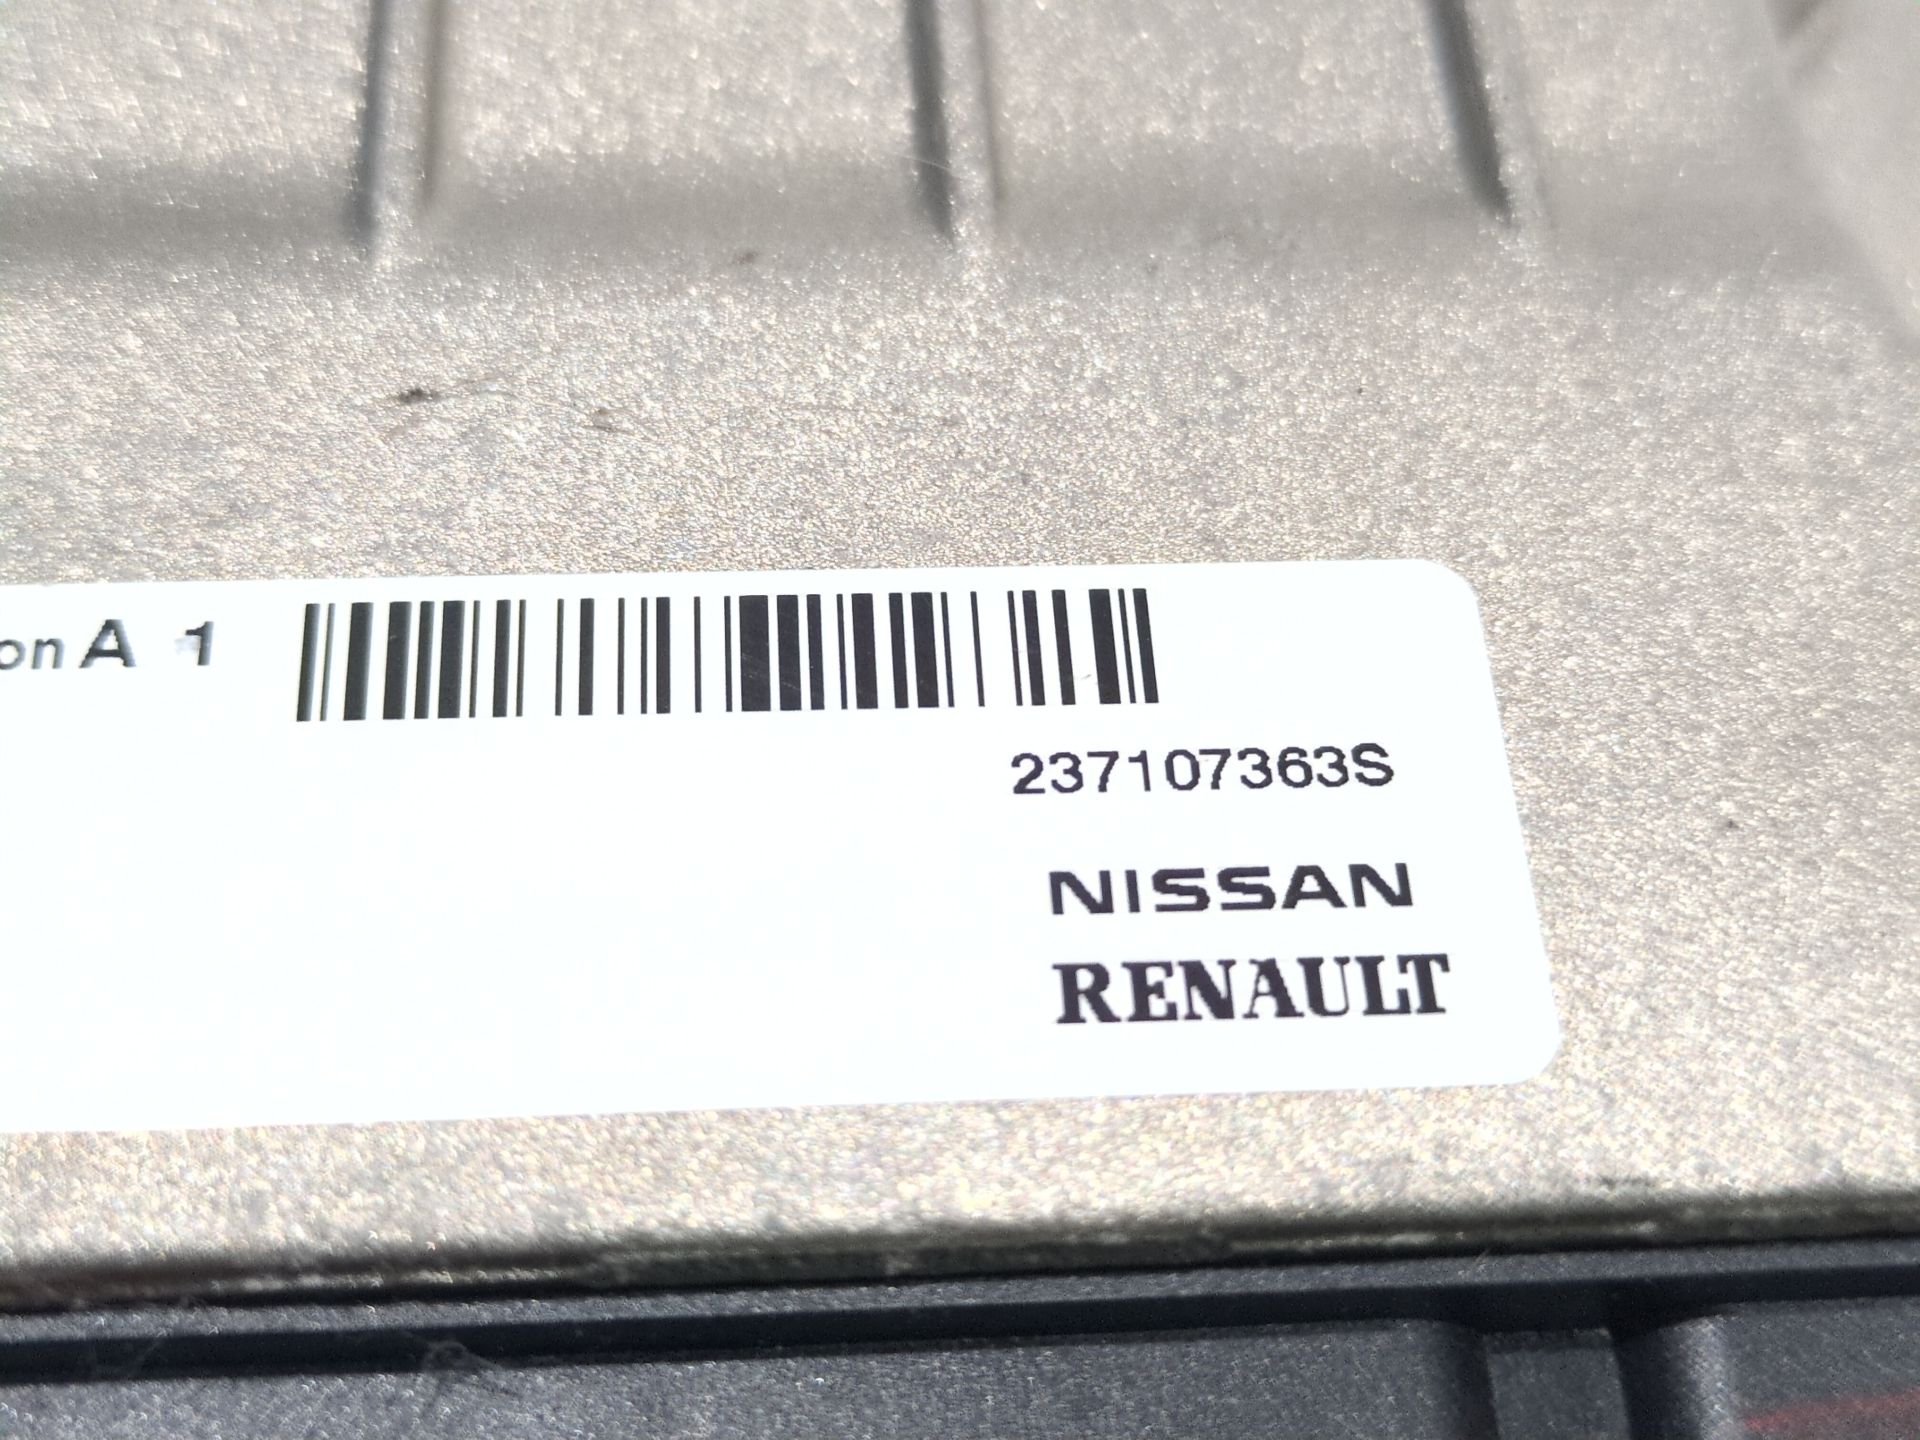 on A 1
237107363S
NISSAN
RENAULT